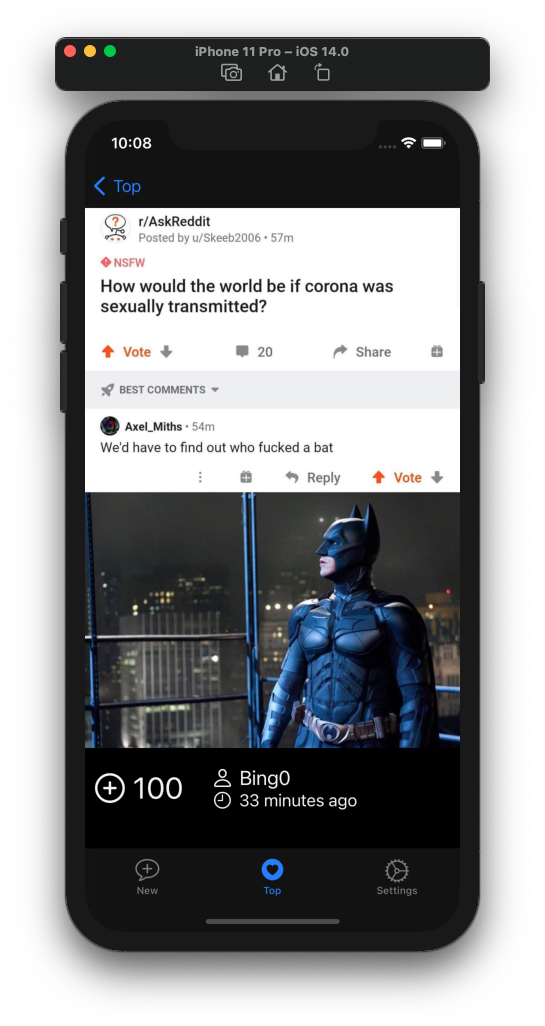 iPhone 11 Pro – iOS 14.0
10:08
Top
r/AskReddit
Posted by u/Skeeb2006 • 57m
NSFW
How would the world be if corona was
sexually transmitted?
Vote 20 Share
BEST COMMENTS
Axel_Miths • 54m
We'd have to find out who fucked a bat
Reply Vote
100 Bing0
33 minutes ago
New Top Settings